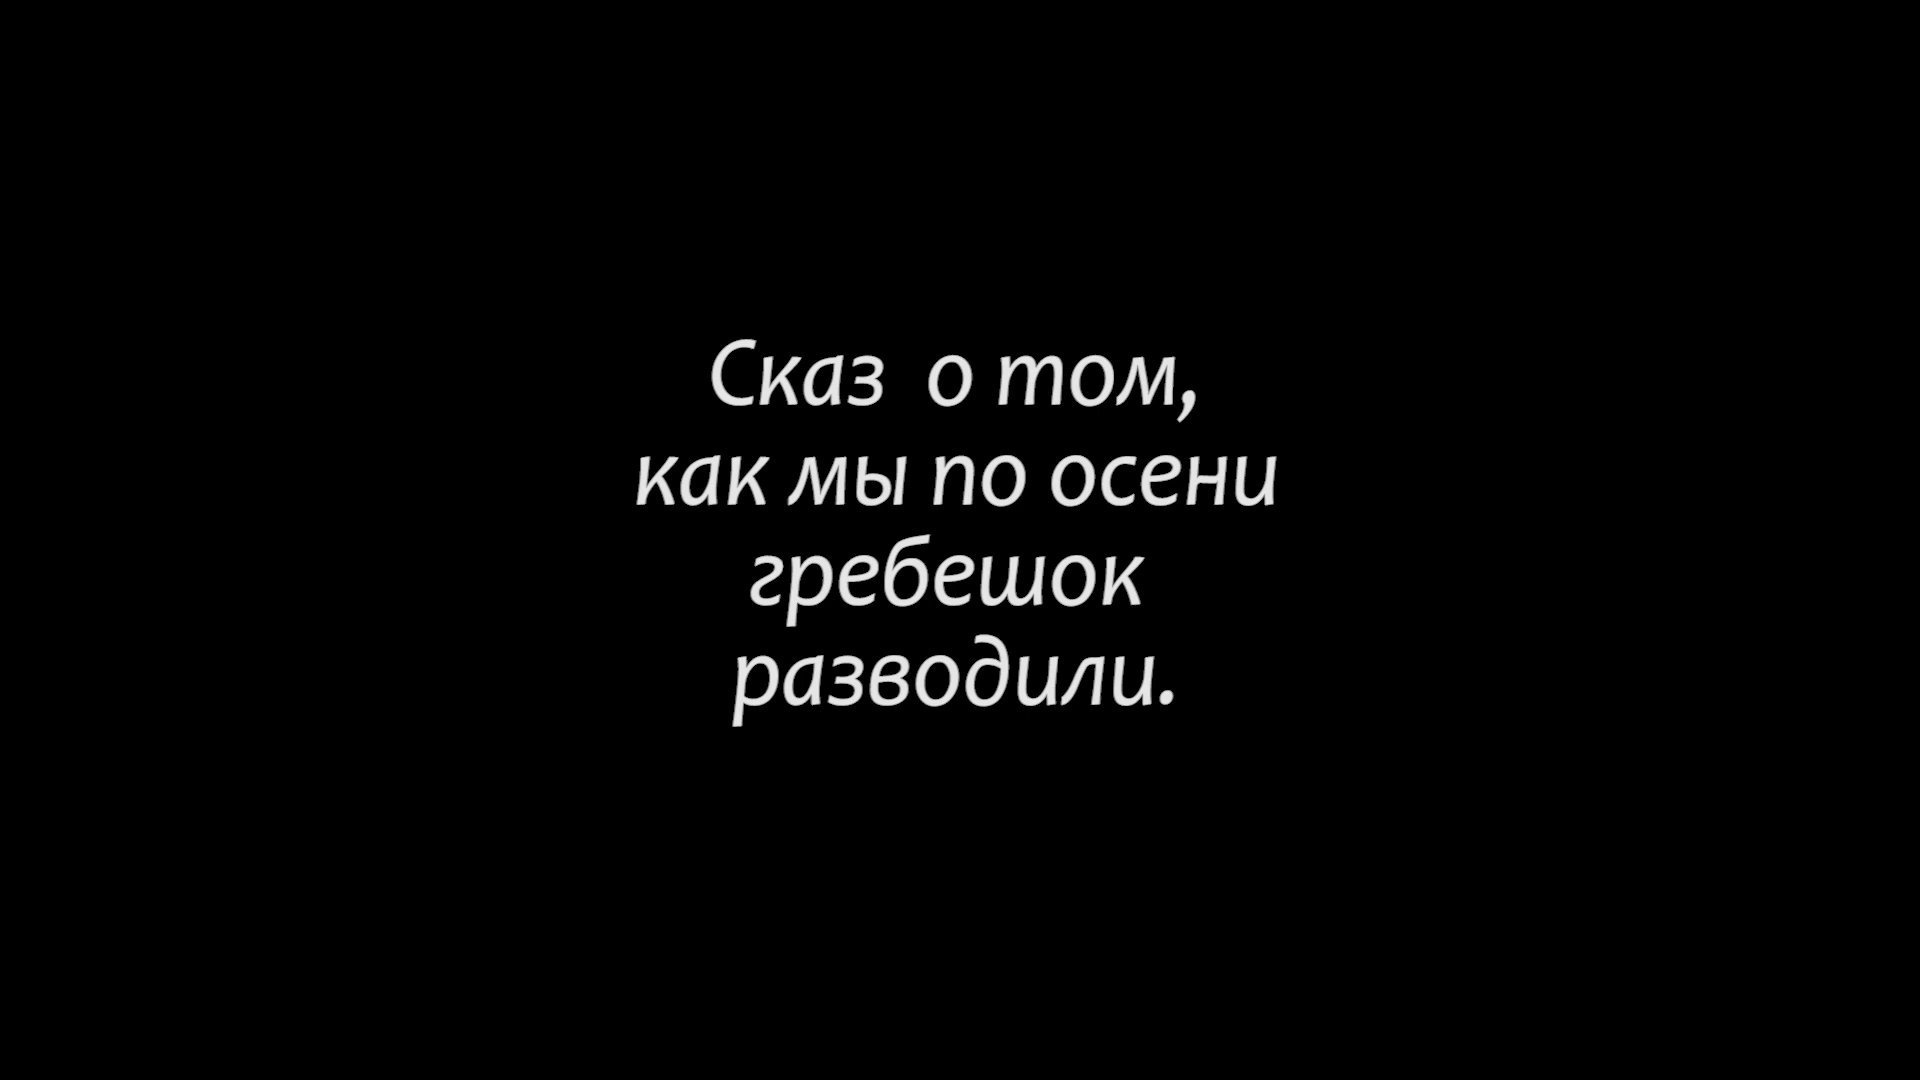 Сказ о том,
как мы по осени
гребешок
разводили.